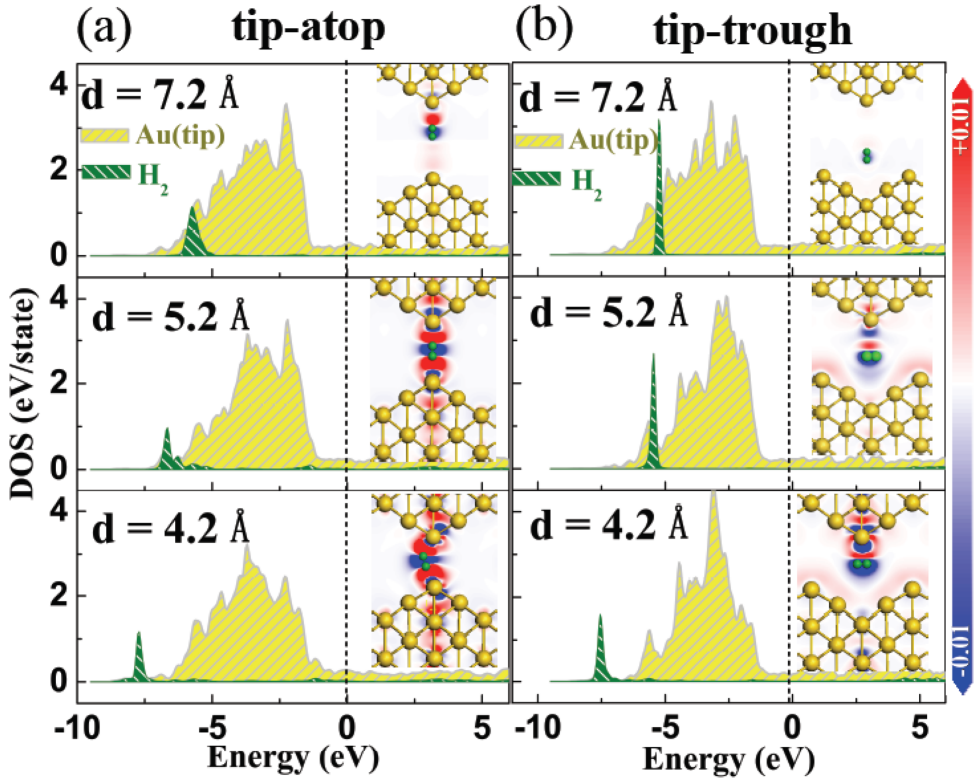 (a) tip-atop
(b) tip-trough
4
d = 7.2 Å
Au(tip)
2
H2
0
d = 7.2 Å
Au(tip)
H2
+0.01
DOS (eV/state)
4
d = 5.2 Å
2
0
d = 5.2 Å
4
d = 4.2 Å
2
0
d = 4.2 Å
-0.01
-10 -5 0 5
Energy (eV)
-10 -5 0 5
Energy (eV)